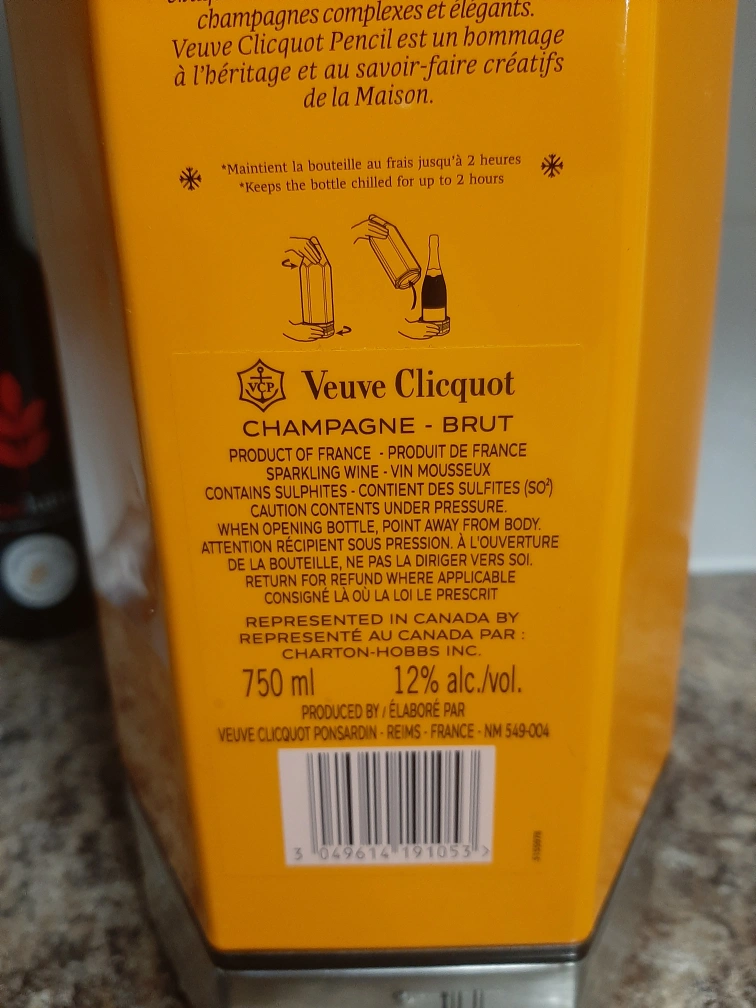 champagnes complexes et élégants.
Veuve Clicquot Pencil est un hommage
à l'héritage et au savoir-faire créatifs
de la Maison.
*Maintient la bouteille au frais jusqu'à 2 heures
*Keeps the bottle chilled for up to 2 hours
VCP
Veuve Clicquot
CHAMPAGNE - BRUT
PRODUCT OF FRANCE - PRODUIT DE FRANCE
SPARKLING WINE - VIN MOUSSEUX
CONTAINS SULPHITES - CONTIENT DES SULFITES (SO²)
CAUTION CONTENTS UNDER PRESSURE.
WHEN OPENING BOTTLE, POINT AWAY FROM BODY.
ATTENTION RÉCIPIENT SOUS PRESSION. À L'OUVERTURE
DE LA BOUTEILLE, NE PAS LA DIRIGER VERS SOI.
RETURN FOR REFUND WHERE APPLICABLE
CONSIGNÉ LÀ OÙ LA LOI LE PRESCRIT
REPRESENTED IN CANADA BY
REPRESENTÉ AU CANADA PAR :
CHARTON-HOBBS INC.
750 ml 12% alc./vol.
PRODUCED BY / ÉLABORÉ PAR
VEUVE CLICQUOT PONSARDIN - REIMS - FRANCE - NM 549-004
3 049614 191053 >